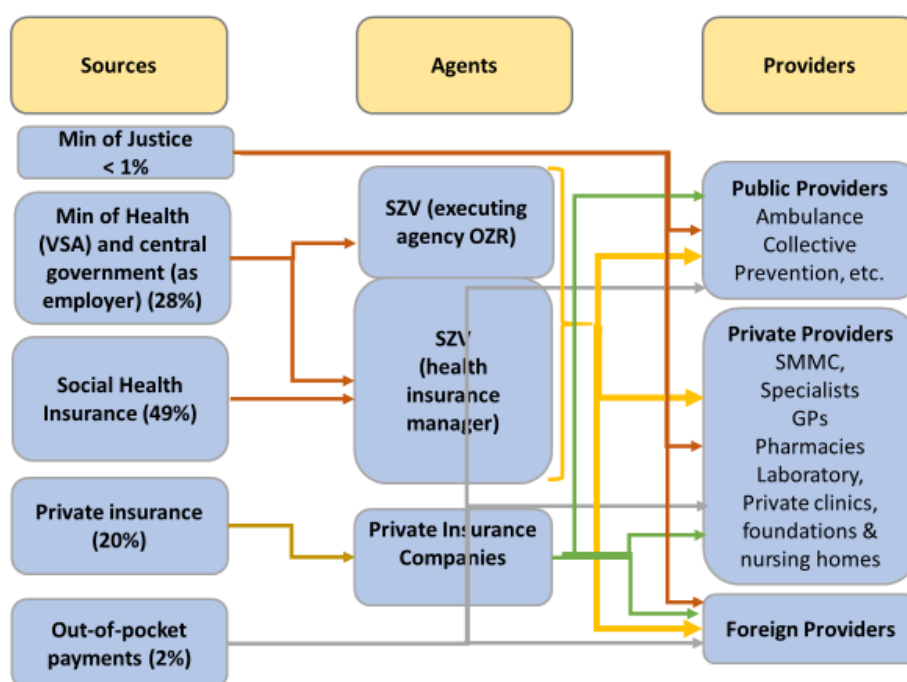 Sources
Agents
Providers
Min of Justice
< 1%
Min of Health
(VSA) and central
government (as
employer) (28%)
Social Health
Insurance (49%)
Private insurance
(20%)
Out-of-pocket
payments (2%)
SZV (executing
agency OZR)
SZV
(health
insurance
manager)
Private Insurance
Companies
Public Providers
Ambulance
Collective
Prevention, etc.
Private Providers
SMMC,
Specialists
GPs
Pharmacies
Laboratory,
Private clinics,
foundations &
nursing homes
Foreign Providers